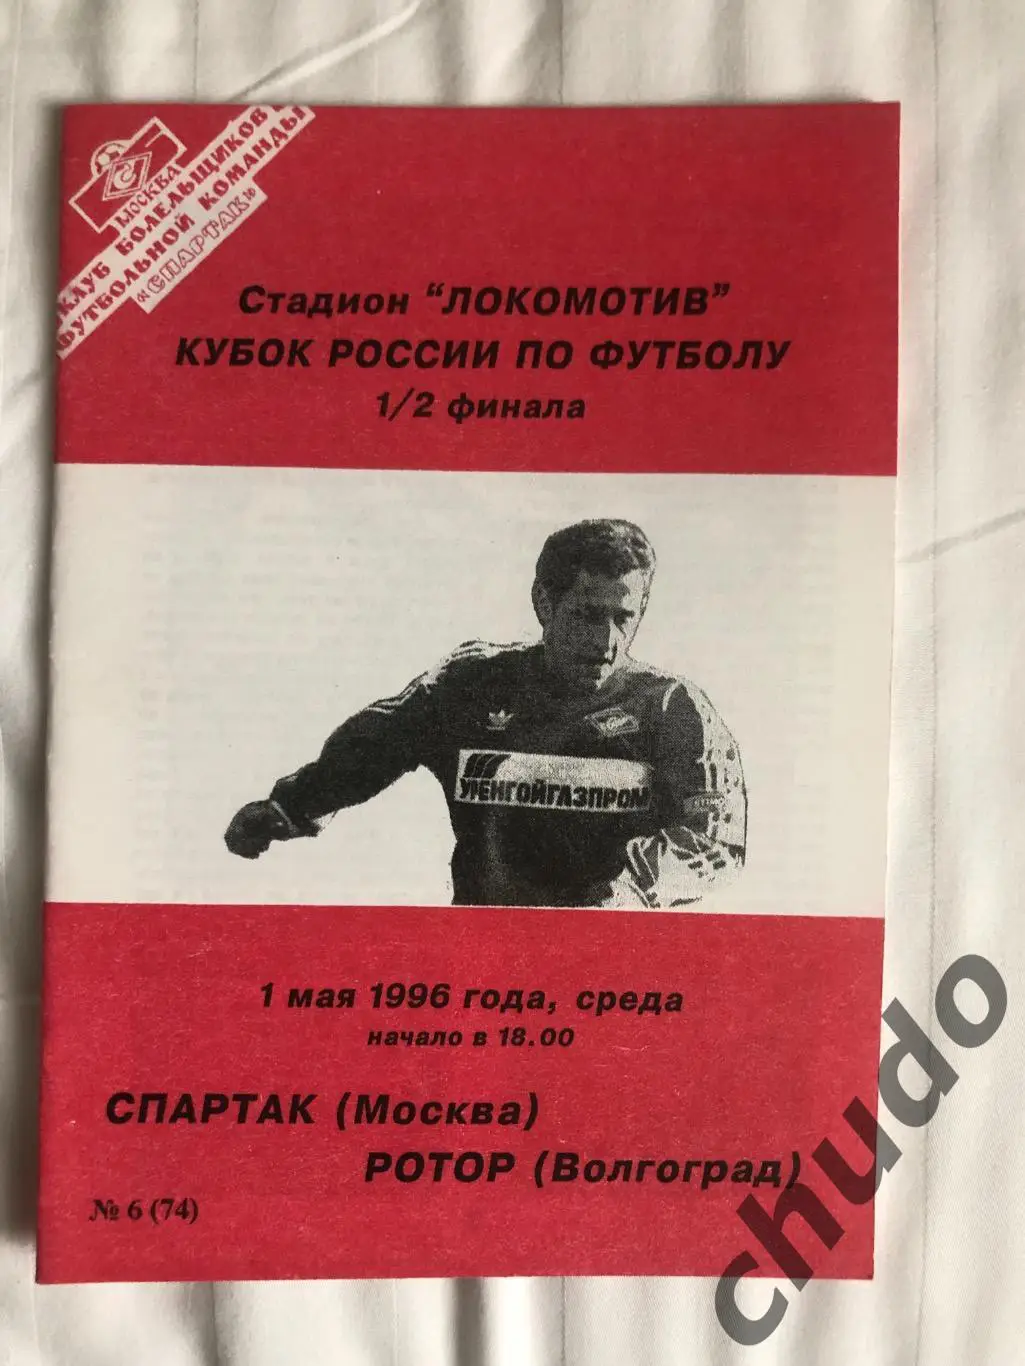 МОСКВА
КЛУБ БОЛЕЛЬЩИКОВ
ФУТБОЛЬНОЙ КОМАНДЫ
«СПАРТАК»
Стадион "ЛОКОМОТИВ"
КУБОК РОССИИ ПО ФУТБОЛУ
1/2 финала
УРЕНГОЙГАЗПРОМ
1 мая 1996 года, среда
начало в 18.00
СПАРТАК (Москва)
РОТОР (Волгоград)
№ 6 (74)
chudo